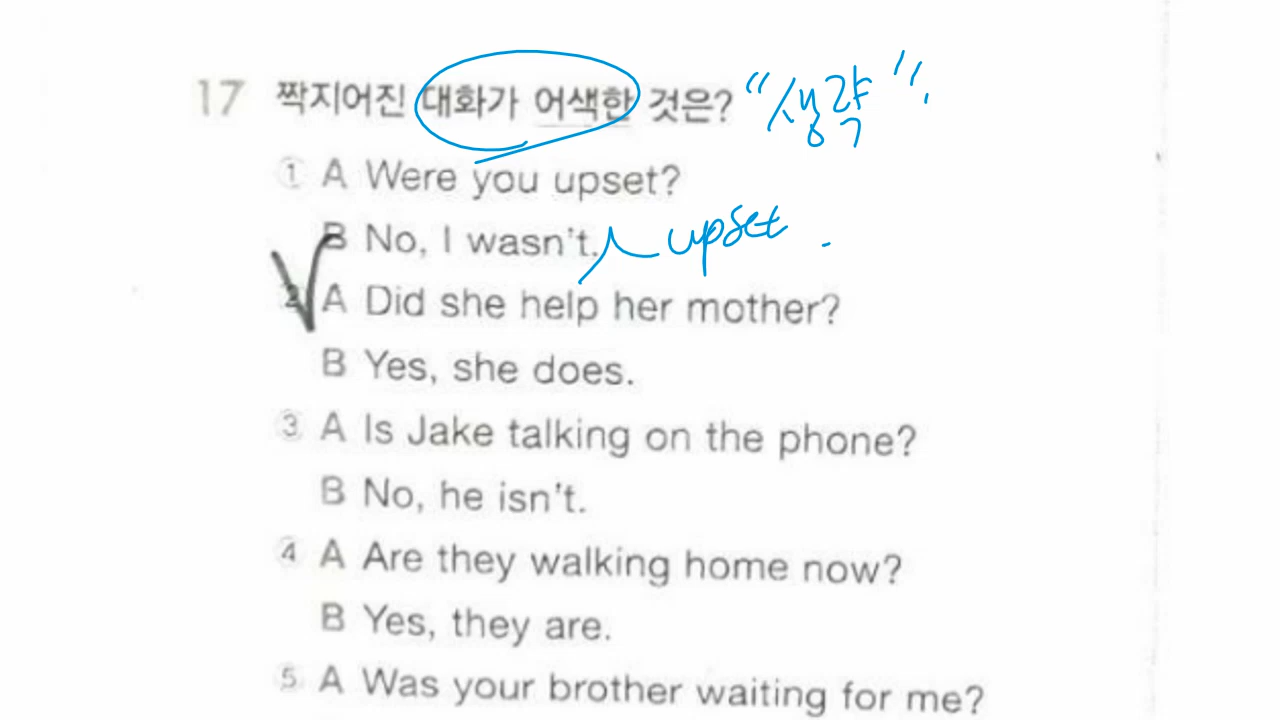 17 짝지어진 대화가 어색한 것은? "생략".
① A Were you upset?
B No, I wasn't. upset.
② A Did she help her mother?
B Yes, she does.
③ A Is Jake talking on the phone?
B No, he isn't.
④ A Are they walking home now?
B Yes, they are.
⑤ A Was your brother waiting for me?